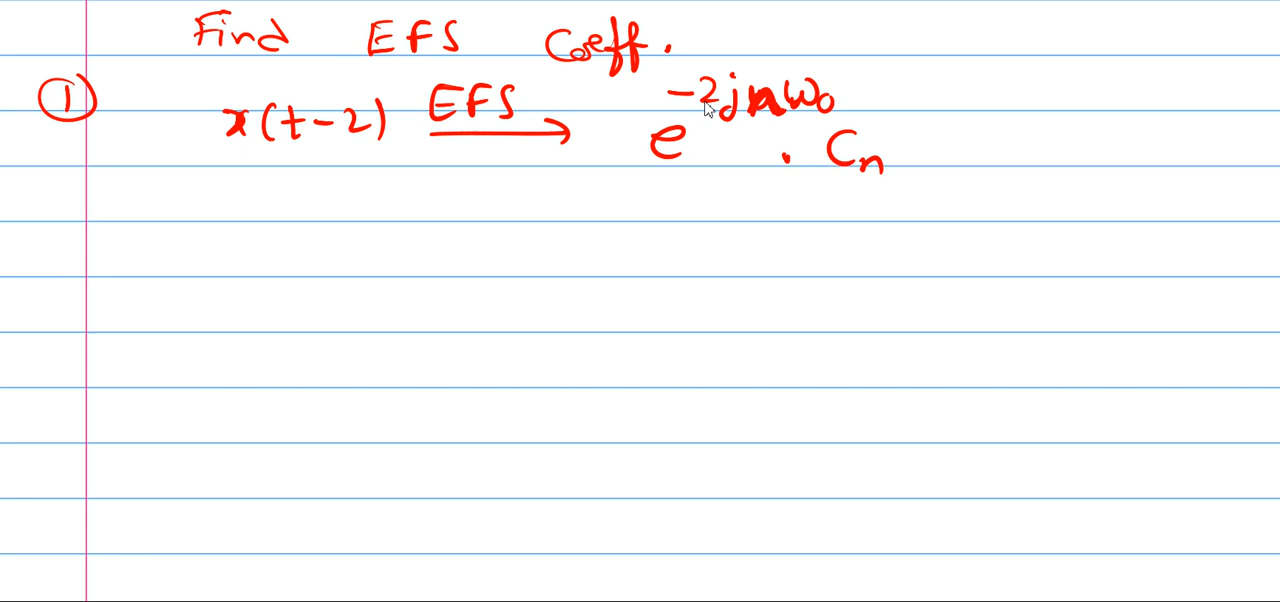 Find EFS Coeff.
① x(t-2) EFS → e^{-2jnω₀} . Cₙ